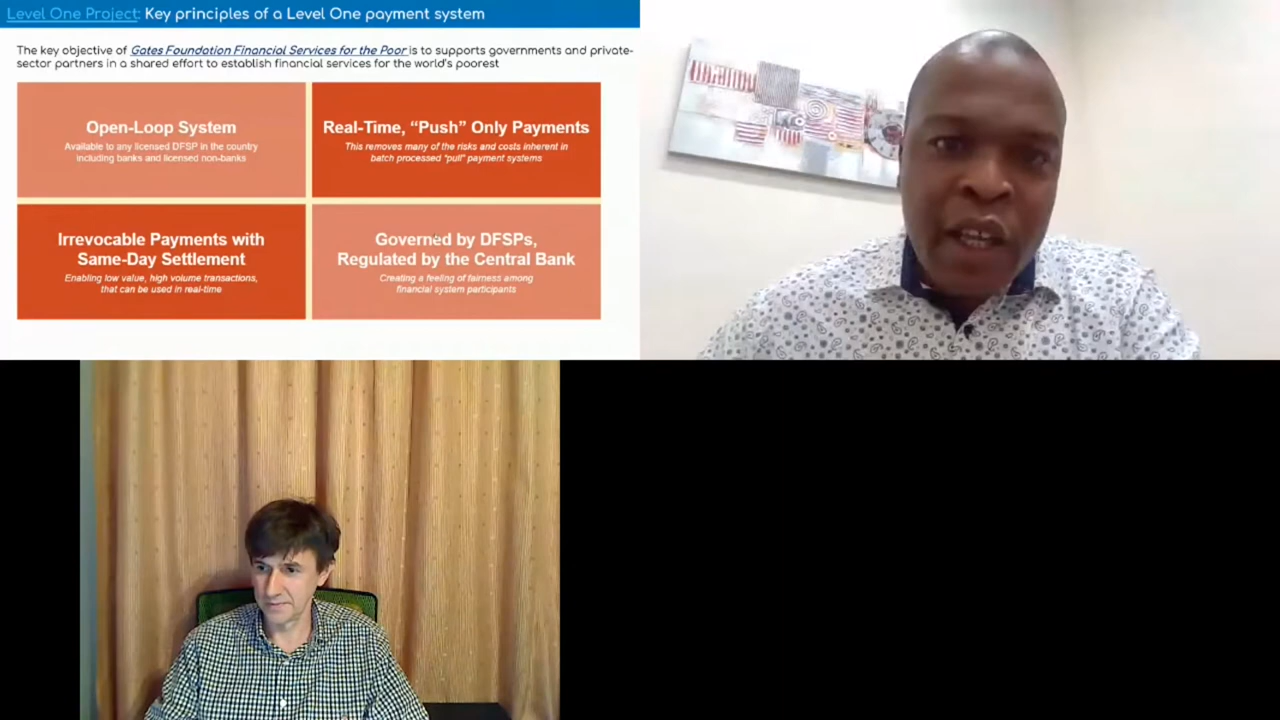 Level One Project: Key principles of a Level One payment system
The key objective of Gates Foundation Financial Services for the Poor is to supports governments and private-
sector partners in a shared effort to establish financial services for the world's poorest
Open-Loop System
Available to any licensed DFSP in the country
including banks and licensed non-banks
Real-Time, “Push” Only Payments
This removes many of the risks and costs inherent in
batch processed “pull” payment systems
Irrevocable Payments with
Same-Day Settlement
Enabling low value, high volume transactions,
that can be used in real-time
Governed by DFSPs,
Regulated by the Central Bank
Creating a feeling of fairness among
financial system participants